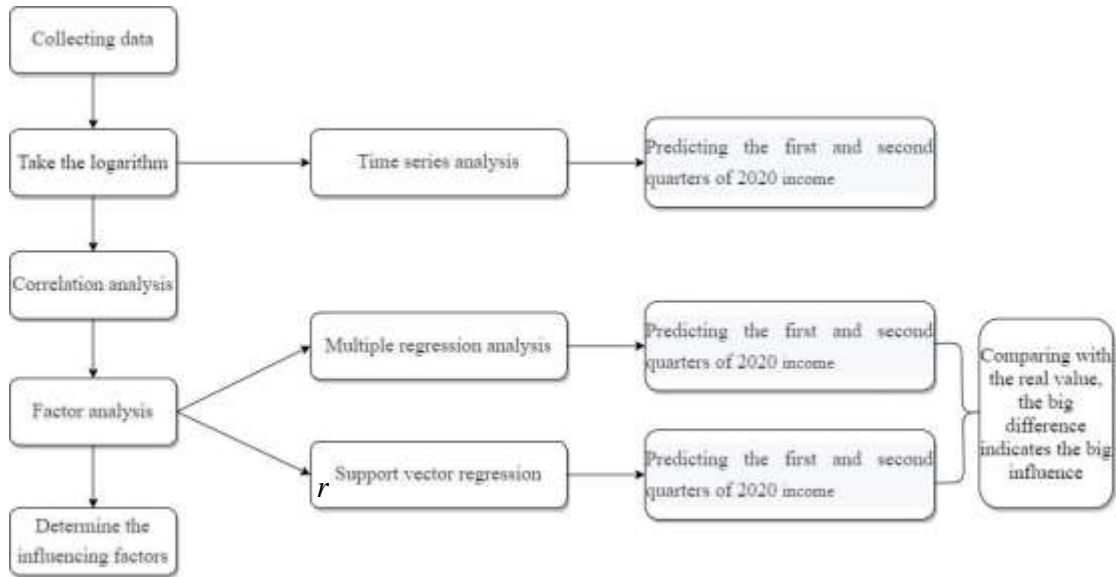 Collecting data
Take the logarithm
Time series analysis
Predicting the first and second
quarters of 2020 income
Correlation analysis
Multiple regression analysis
Predicting the first and second
quarters of 2020 income
Comparing with
the real value,
the big
difference
indicates the big
influence
Factor analysis
Support vector regression
r
Predicting the first and second
quarters of 2020 income
Determine the
influencing factors